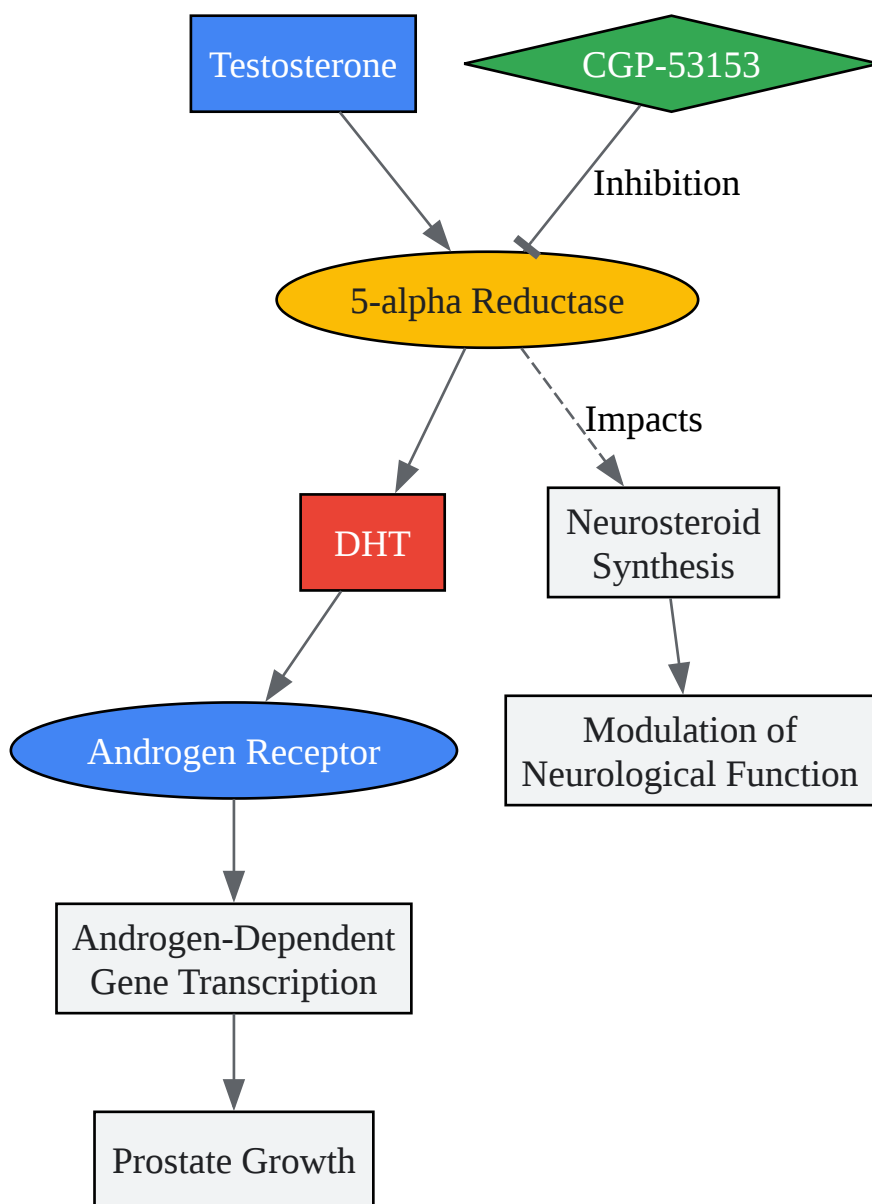 Testosterone
CGP-53153
Inhibition
5-alpha Reductase
Impacts
DHT
Neurosteroid
Synthesis
Androgen Receptor
Modulation of
Neurological Function
Androgen-Dependent
Gene Transcription
Prostate Growth